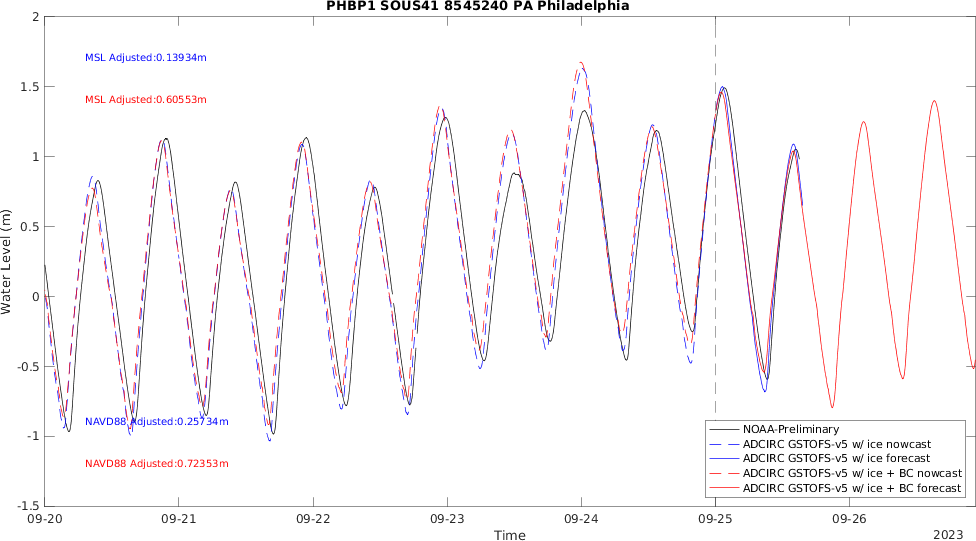 PHBP1 SOUS41 8545240 PA Philadelphia
2
MSL Adjusted:0.13934m
1.5
MSL Adjusted:0.60553m
1
0.5
Water Level (m)
0
-0.5
NAVD88 Adjusted:0.25734m
-1
NAVD88 Adjusted:0.72353m
-1.5
NOAA-Preliminary
ADCIRC GSTOFS-v5 w/ ice nowcast
ADCIRC GSTOFS-v5 w/ ice forecast
ADCIRC GSTOFS-v5 w/ ice + BC nowcast
ADCIRC GSTOFS-v5 w/ ice + BC forecast
09-20 09-21 09-22 09-23 09-24 09-25 09-26
Time
2023